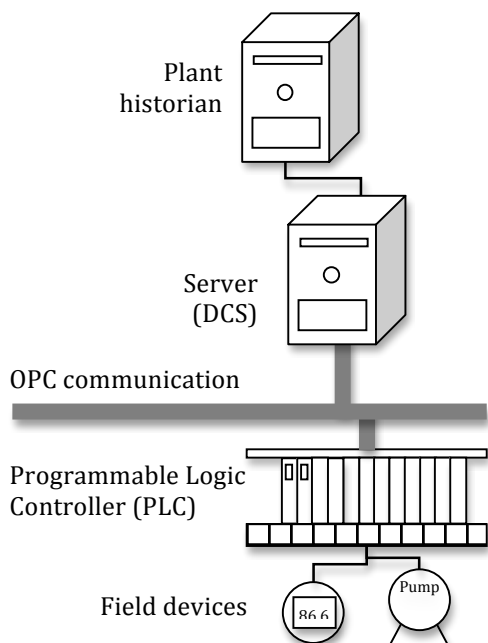 Plant
historian
Server
(DCS)
OPC communication
Programmable Logic
Controller (PLC)
Pump
Field devices
86.6